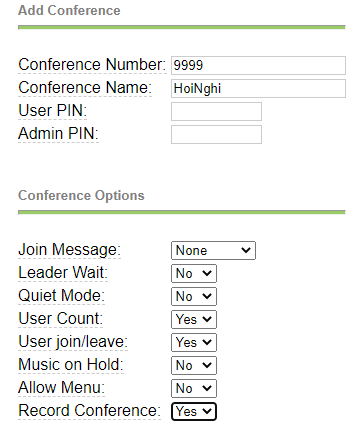 Add Conference
Conference Number: 9999
Conference Name: HoiNghi
User PIN:
Admin PIN:
Conference Options
Join Message: None
Leader Wait: No
Quiet Mode: No
User Count: Yes
User join/leave: Yes
Music on Hold: No
Allow Menu: No
Record Conference: Yes